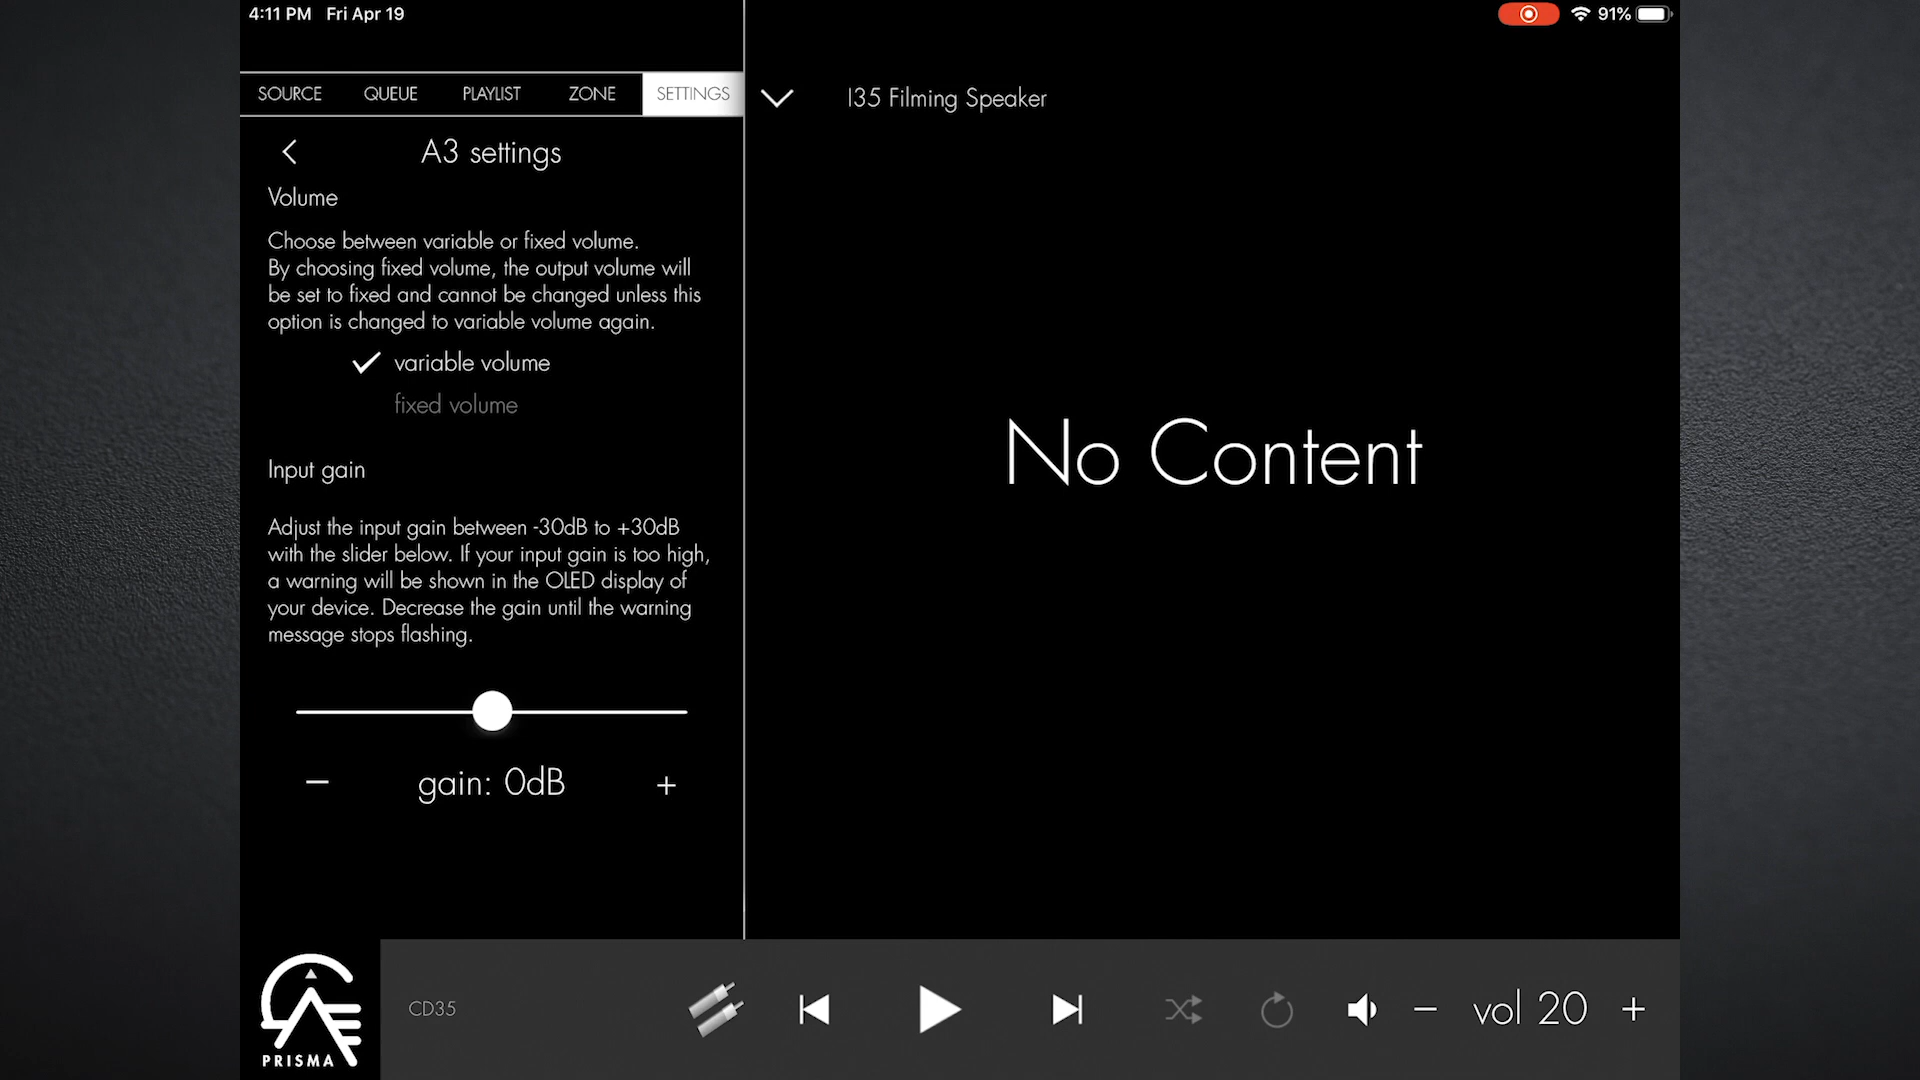 4:11 PM Fri Apr 19
91%
SOURCE QUEUE PLAYLIST ZONE SETTINGS
I35 Filming Speaker
A3 settings
Volume
Choose between variable or fixed volume.
By choosing fixed volume, the output volume will
be set to fixed and cannot be changed unless this
option is changed to variable volume again.
variable volume
fixed volume
No Content
Input gain
Adjust the input gain between -30dB to +30dB
with the slider below. If your input gain is too high,
a warning will be shown in the OLED display of
your device. Decrease the gain until the warning
message stops flashing.
− gain: 0dB +
PRISMA
CD35
− vol 20 +